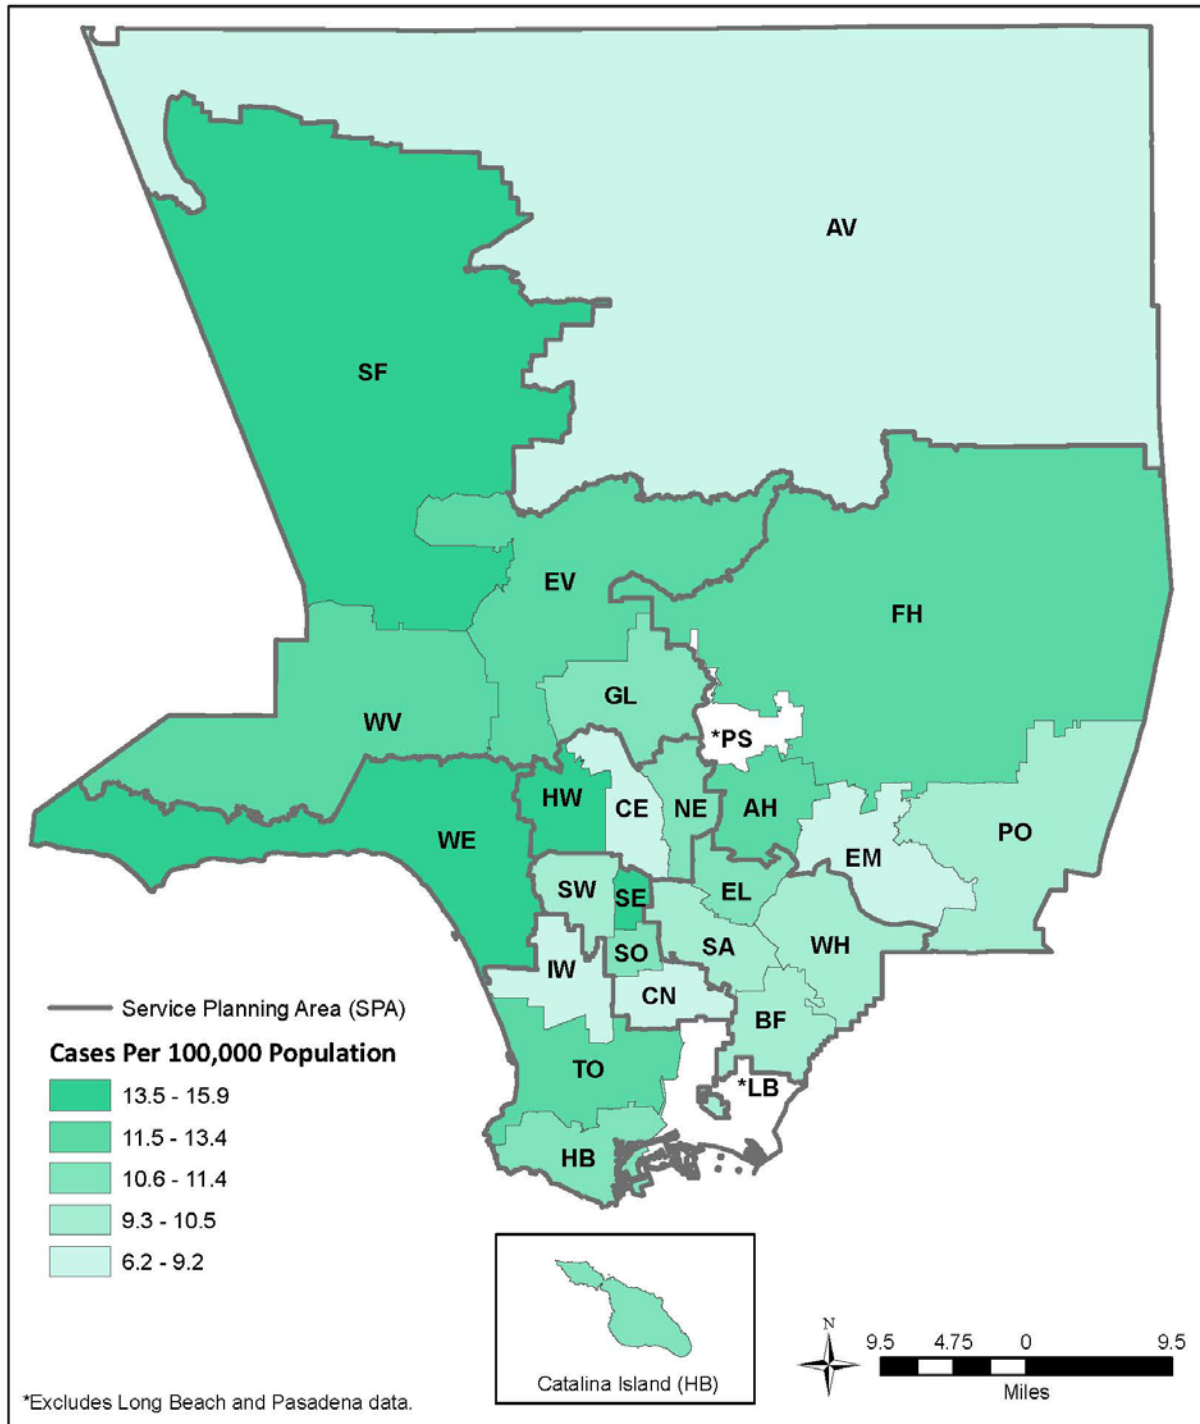 AV
SF
EV
FH
GL
WV
*PS
HW
CE
NE
AH
WE
EM
PO
SW
SE
EL
SO
SA
WH
IW
CN
BF
TO
*LB
HB
Service Planning Area (SPA)
Cases Per 100,000 Population
13.5 - 15.9
11.5 - 13.4
10.6 - 11.4
9.3 - 10.5
6.2 - 9.2
Catalina Island (HB)
N
9.5 4.75 0 9.5
Miles
*Excludes Long Beach and Pasadena data.